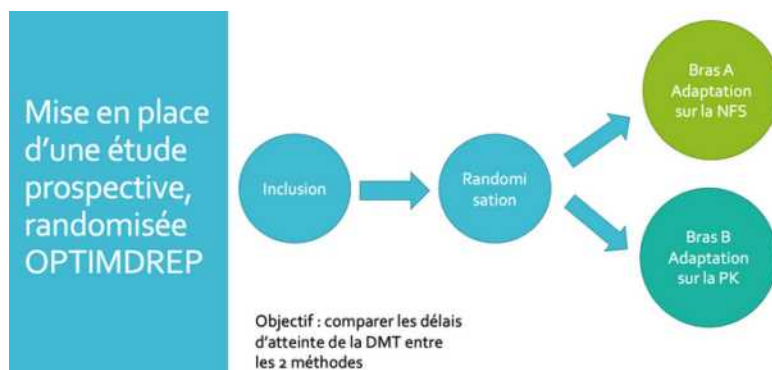 Mise en place
d'une étude
prospective,
randomisée
OPTIMDREP
Inclusion
Randomi
sation
Bras A
Adaptation
sur la NFS
Bras B
Adaptation
sur la PK
Objectif : comparer les délais
d'atteinte de la DMT entre
les 2 méthodes